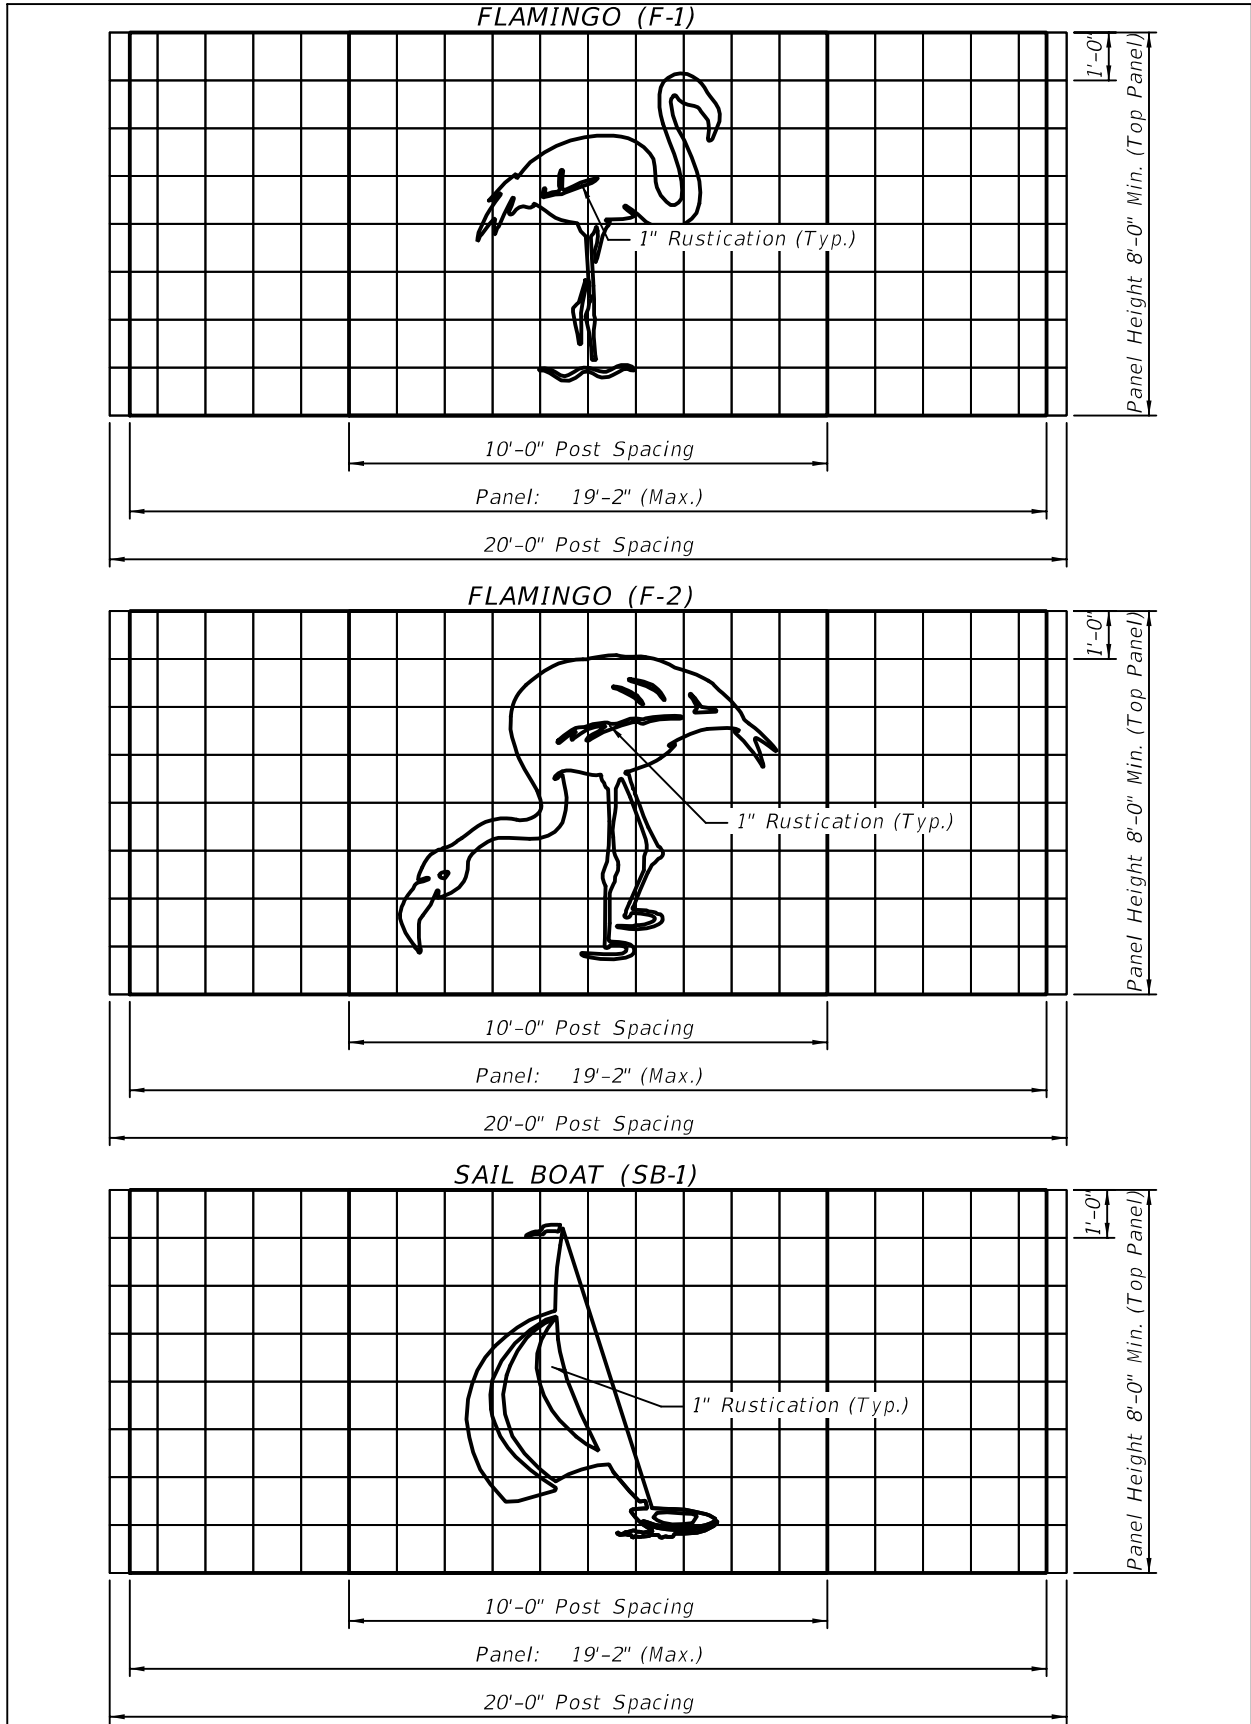 FLAMINGO (F-1)
1'-0"
Panel Height 8'-0" Min. (Top Panel)
1" Rustication (Typ.)
10'-0" Post Spacing
Panel: 19'-2" (Max.)
20'-0" Post Spacing
FLAMINGO (F-2)
1'-0"
Panel Height 8'-0" Min. (Top Panel)
1" Rustication (Typ.)
10'-0" Post Spacing
Panel: 19'-2" (Max.)
20'-0" Post Spacing
SAIL BOAT (SB-1)
1'-0"
Panel Height 8'-0" Min. (Top Panel)
1" Rustication (Typ.)
10'-0" Post Spacing
Panel: 19'-2" (Max.)
20'-0" Post Spacing